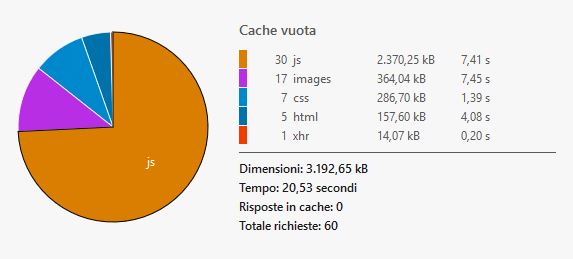 Cache vuota
30 js 2.370,25 kB 7,41 s
17 images 364,04 kB 7,45 s
7 css 286,70 kB 1,39 s
5 html 157,60 kB 4,08 s
1 xhr 14,07 kB 0,20 s
js
Dimensioni: 3.192,65 kB
Tempo: 20,53 secondi
Risposte in cache: 0
Totale richieste: 60